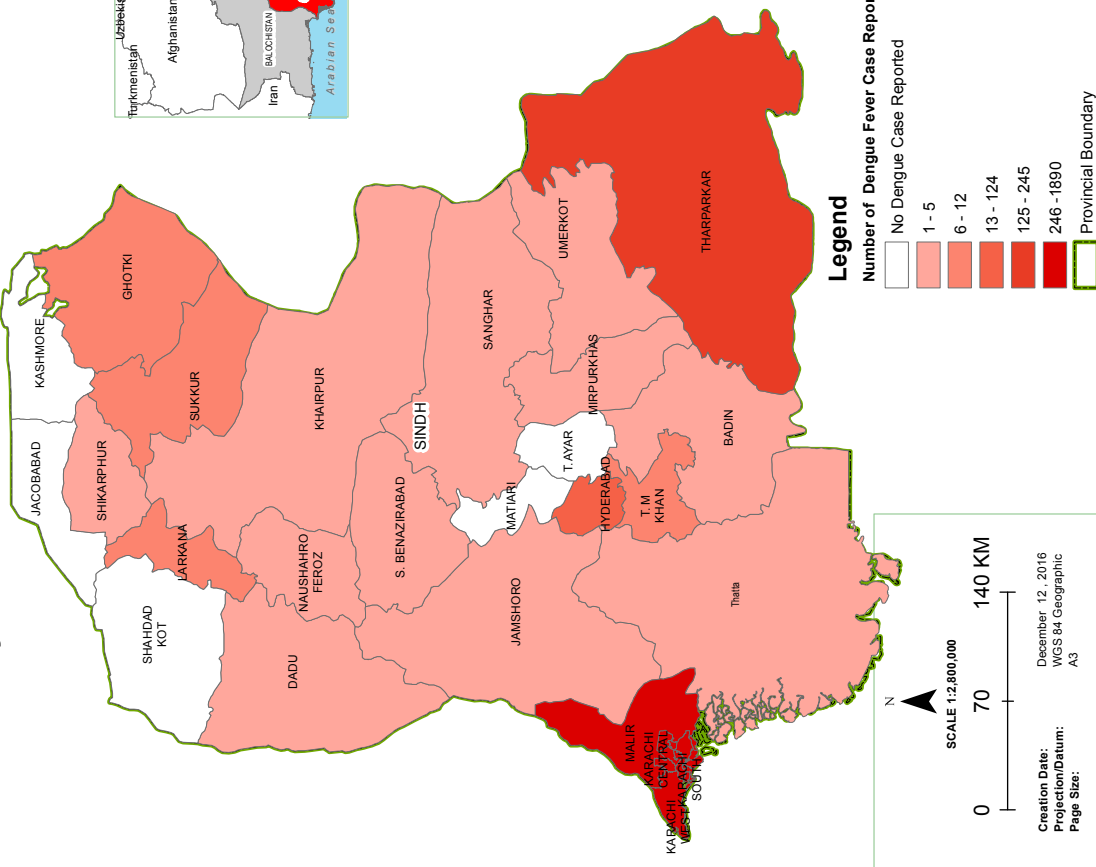 Uzbekis
Turkmenistan
Afghanistan
BALOCHISTAN
Iran
Arabian Sea
KASHMORE
JACOBABAD
GHOTKI
SHIKARPHUR
SUKKUR
LARKANA
SHAHDAD
KOT
KHAIRPUR
NAUSHAHRO
FEROZ
DADU
SINDH
SANGHAR
S. BENAZIRABAD
UMERKOT
MIRPURKHAS
MATIARI
T. AYAR
JAMSHORO
HYDERABAD
T. M
KHAN
BADIN
THARPARKAR
Thatta
MALIR
KARACHI
CENTRAL
KARACHI
WEST
KARACHI
SOUTH
Legend
Number of Dengue Fever Case Repor
No Dengue Case Reported
1 - 5
6 - 12
13 - 124
125 - 245
246 -1890
Provincial Boundary
N
SCALE 1:2,800,000
0 70 140 KM
Creation Date: December 12 , 2016
Projection/Datum: WGS 84 Geographic
Page Size: A3